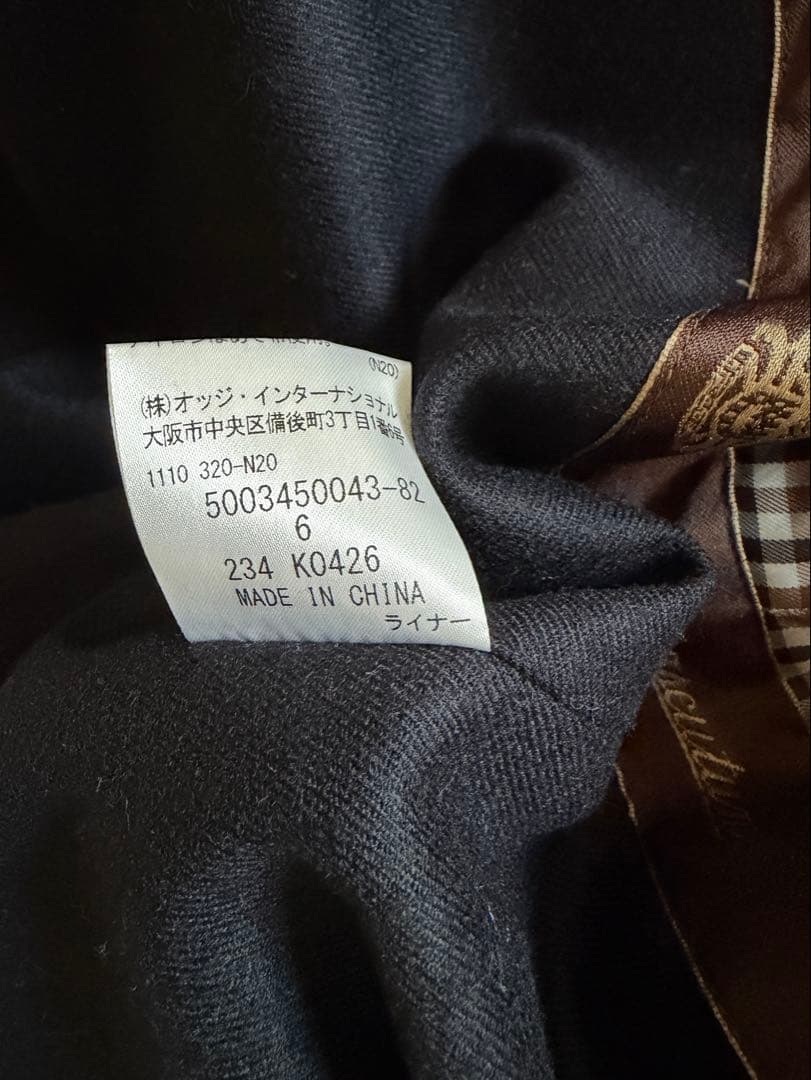 (N20)
(株)オッジ・インターナショナル
大阪市中央区備後町3丁目1番6号
1110 320-N20
5003450043-82
6
234 K0426
MADE IN CHINA
ライナー